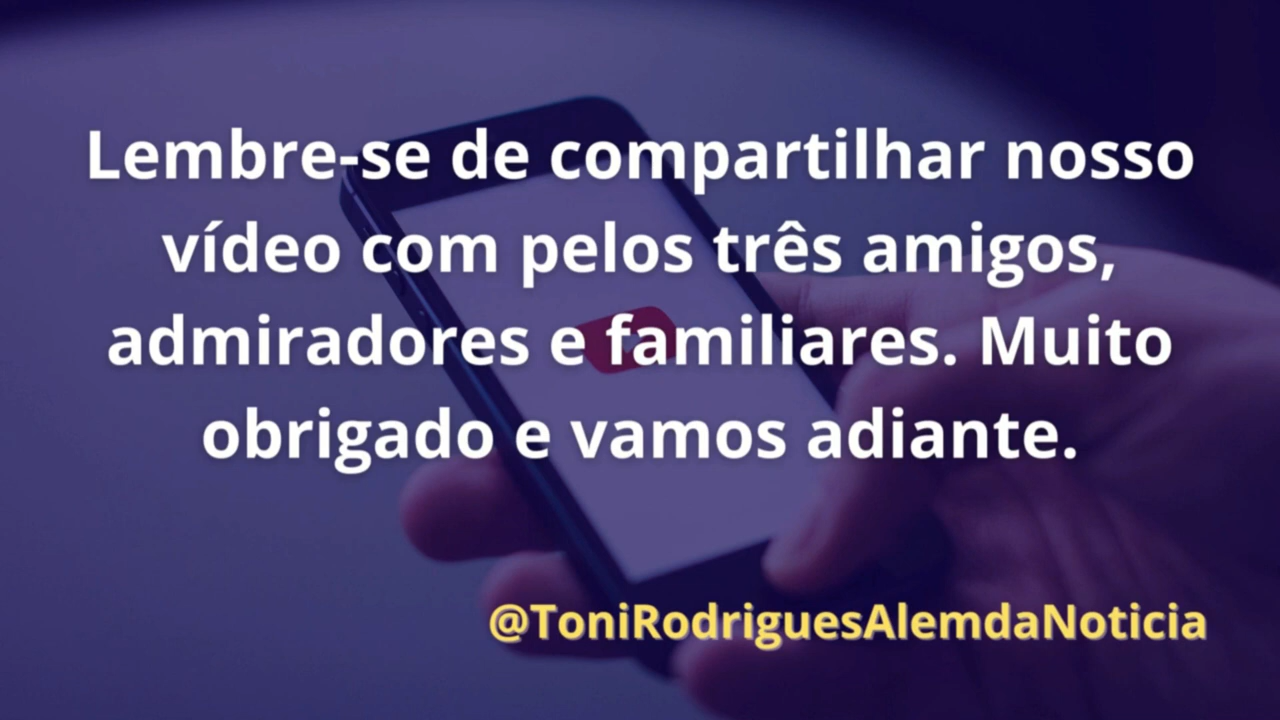 Lembre-se de compartilhar nosso
vídeo com pelos três amigos,
admiradores e familiares. Muito
obrigado e vamos adiante.
@ToniRodriguesAlemdaNoticia